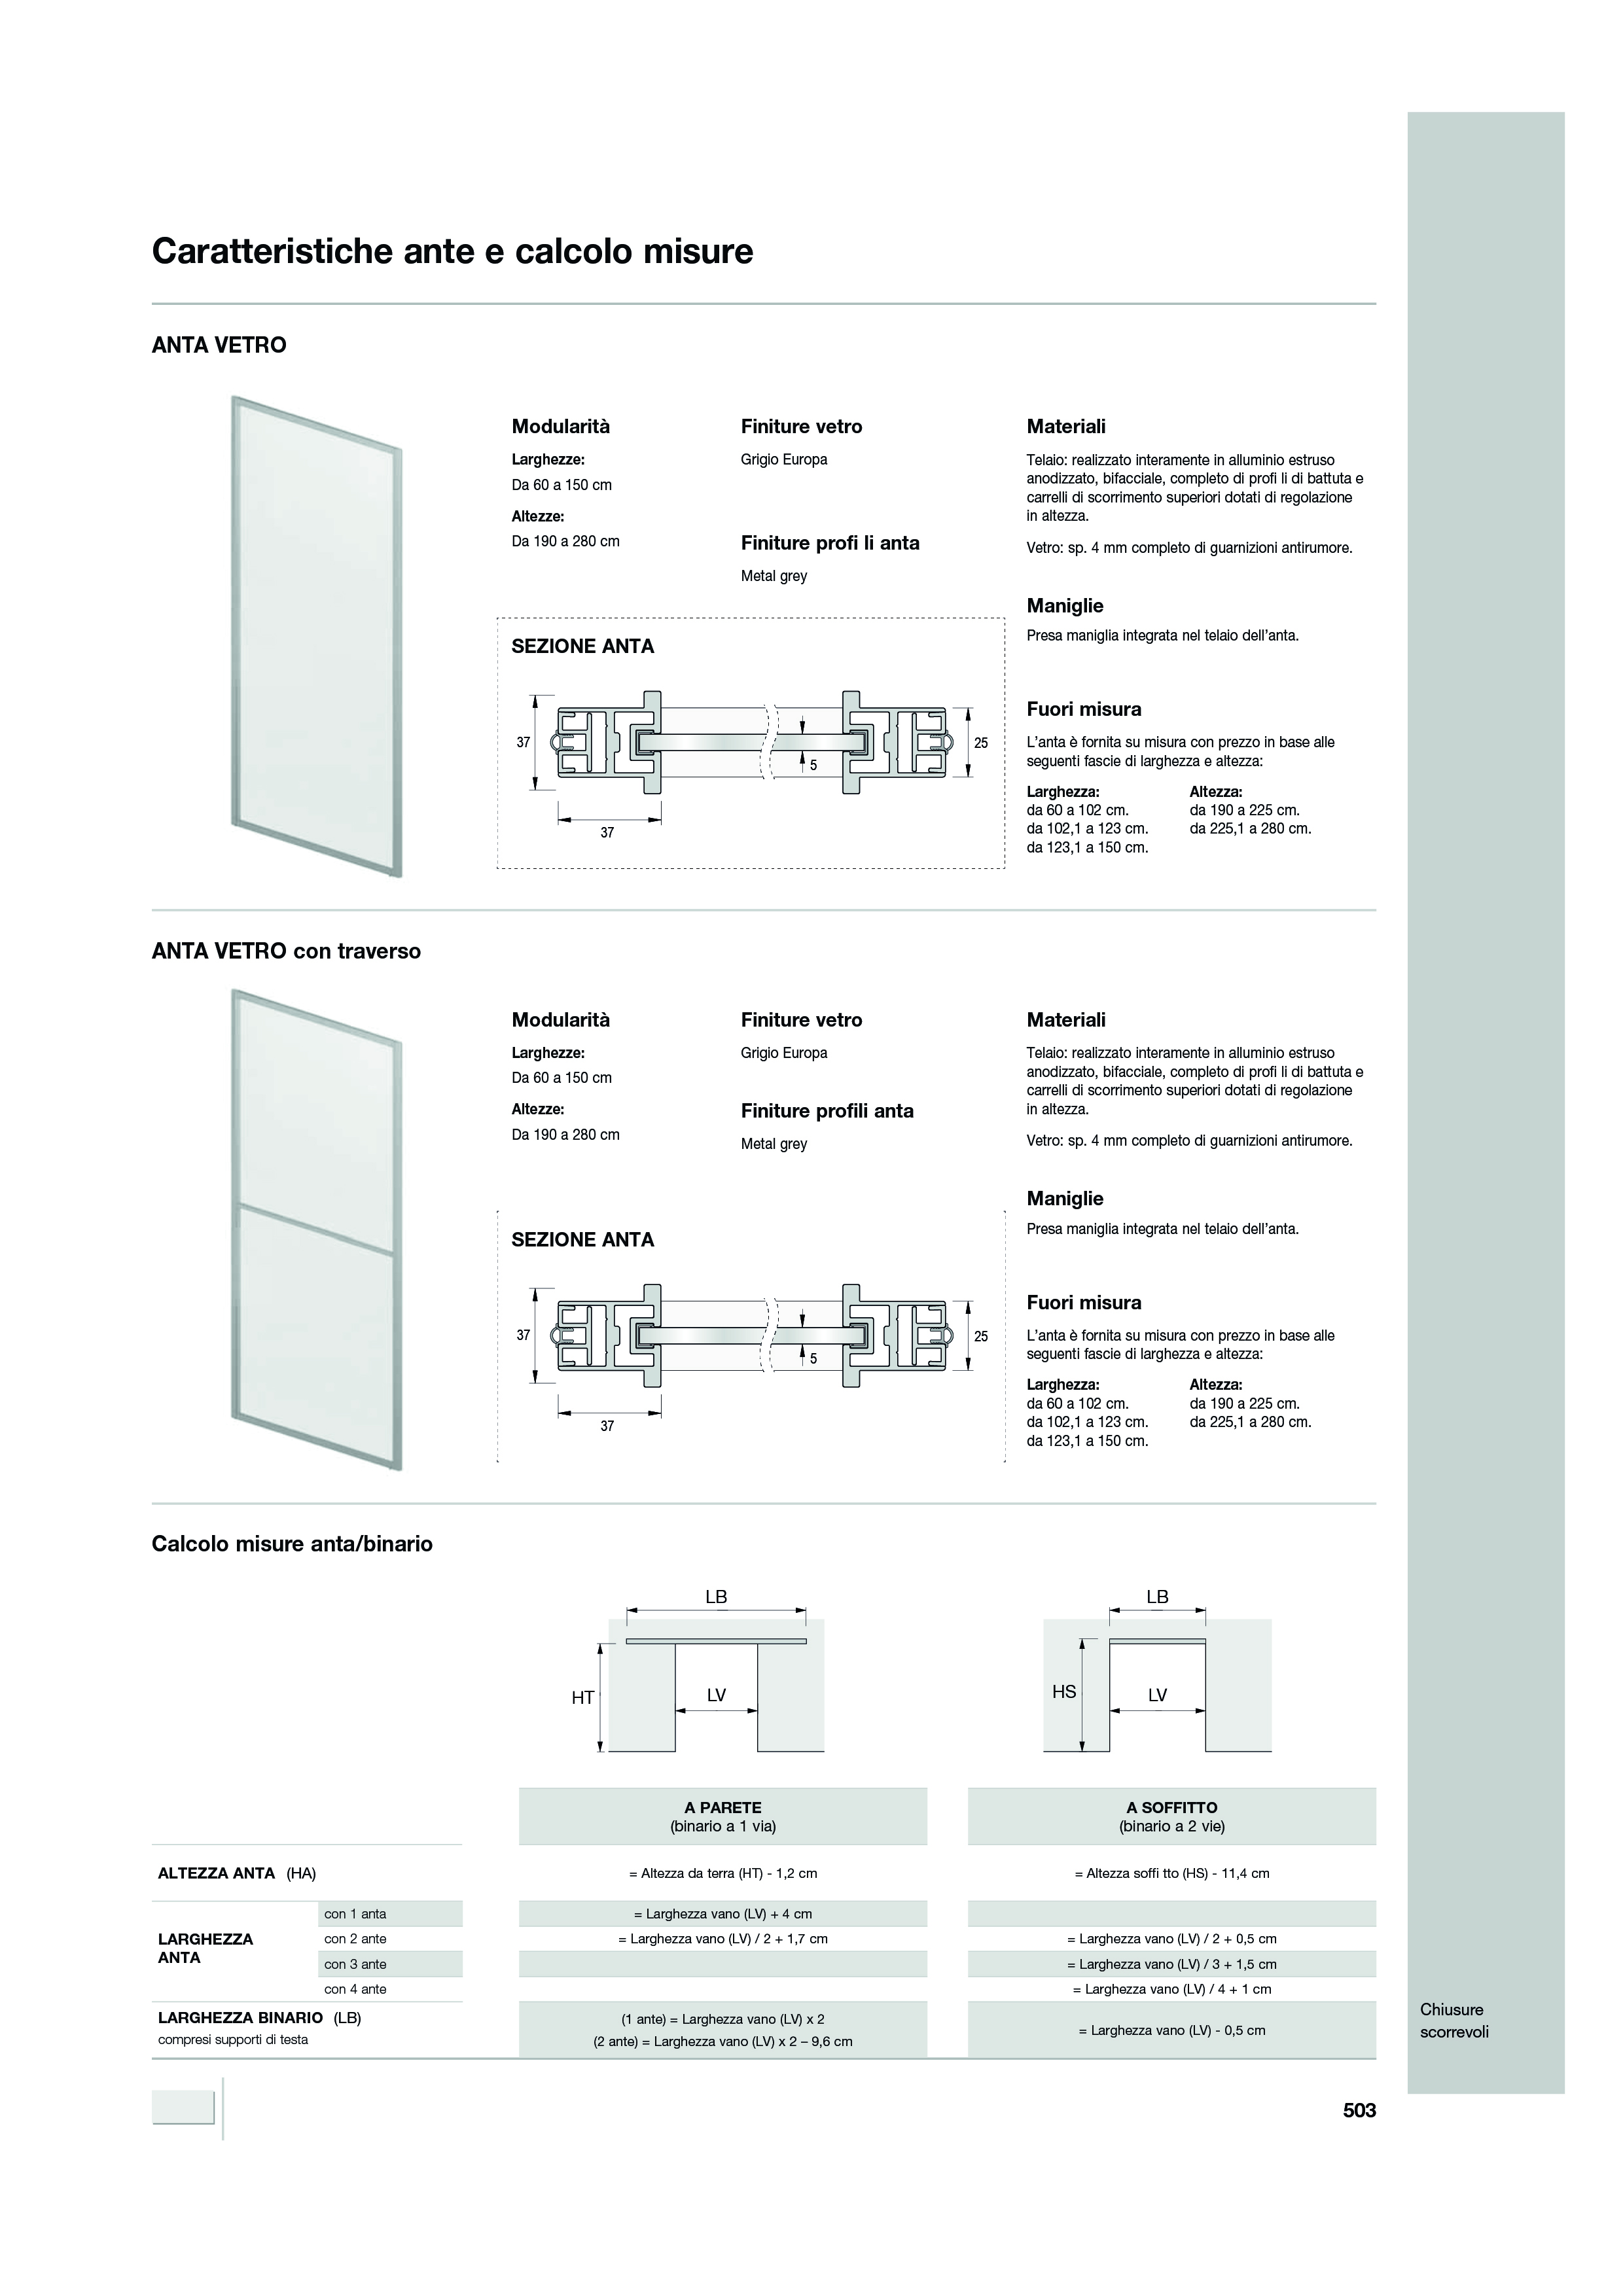 Caratteristiche ante e calcolo misure
ANTA VETRO
Modularità
Larghezze:
Da 60 a 150 cm
Altezze:
Da 190 a 280 cm
Finiture vetro
Grigio Europa
Finiture profi li anta
Metal grey
Materiali
Telaio: realizzato interamente in alluminio estruso
anodizzato, bifacciale, completo di profi li di battuta e
carrelli di scorrimento superiori dotati di regolazione
in altezza.
Vetro: sp. 4 mm completo di guarnizioni antirumore.
Maniglie
Presa maniglia integrata nel telaio dell’anta.
SEZIONE ANTA
37
5
25
37
Fuori misura
L’anta è fornita su misura con prezzo in base alle
seguenti fascie di larghezza e altezza:
Larghezza: Altezza:
da 60 a 102 cm. da 190 a 225 cm.
da 102,1 a 123 cm. da 225,1 a 280 cm.
da 123,1 a 150 cm.
ANTA VETRO con traverso
Modularità
Larghezze:
Da 60 a 150 cm
Altezze:
Da 190 a 280 cm
Finiture vetro
Grigio Europa
Finiture profili anta
Metal grey
Materiali
Telaio: realizzato interamente in alluminio estruso
anodizzato, bifacciale, completo di profi li di battuta e
carrelli di scorrimento superiori dotati di regolazione
in altezza.
Vetro: sp. 4 mm completo di guarnizioni antirumore.
Maniglie
Presa maniglia integrata nel telaio dell’anta.
SEZIONE ANTA
37
5
25
37
Fuori misura
L’anta è fornita su misura con prezzo in base alle
seguenti fascie di larghezza e altezza:
Larghezza: Altezza:
da 60 a 102 cm. da 190 a 225 cm.
da 102,1 a 123 cm. da 225,1 a 280 cm.
da 123,1 a 150 cm.
Calcolo misure anta/binario
LB
HT
LV
LB
HS
LV
A PARETE
(binario a 1 via)
A SOFFITTO
(binario a 2 vie)
ALTEZZA ANTA (HA) = Altezza da terra (HT) - 1,2 cm = Altezza soffi tto (HS) - 11,4 cm
LARGHEZZA
ANTA
con 1 anta = Larghezza vano (LV) + 4 cm
con 2 ante = Larghezza vano (LV) / 2 + 1,7 cm = Larghezza vano (LV) / 2 + 0,5 cm
con 3 ante = Larghezza vano (LV) / 3 + 1,5 cm
con 4 ante = Larghezza vano (LV) / 4 + 1 cm
LARGHEZZA BINARIO (LB)
compresi supporti di testa
(1 ante) = Larghezza vano (LV) x 2
(2 ante) = Larghezza vano (LV) x 2 – 9,6 cm
= Larghezza vano (LV) - 0,5 cm
Chiusure
scorrevoli
503